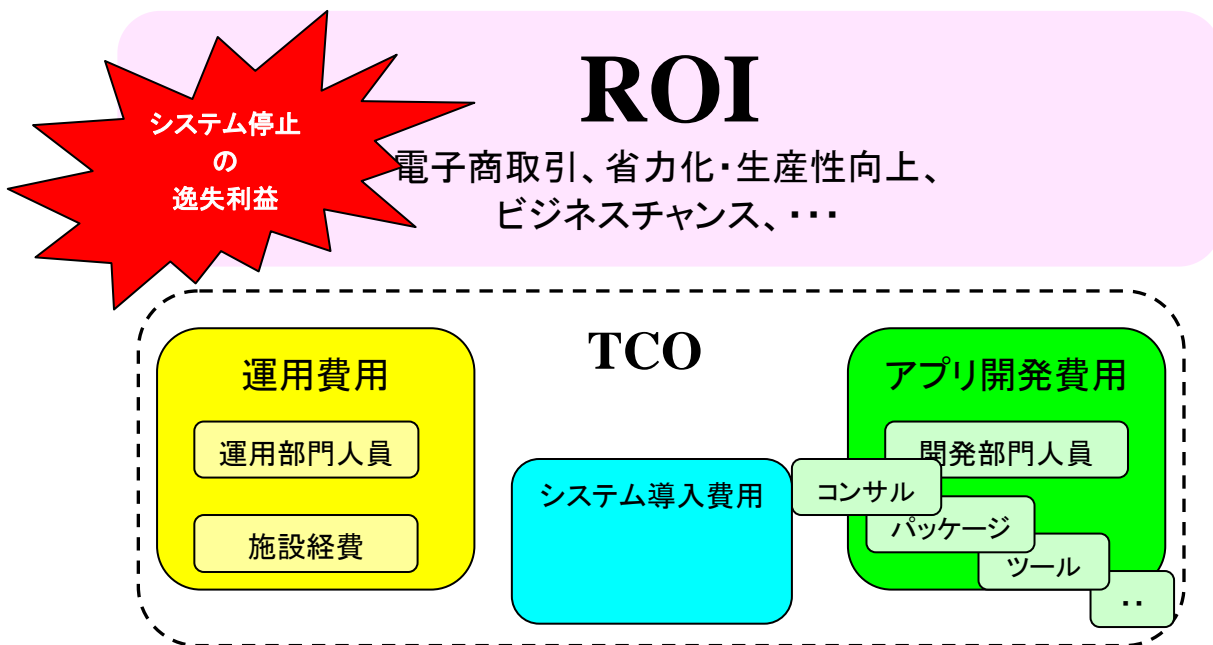 ROI
システム停止
の
逸失利益
電子商取引、省力化・生産性向上、
ビジネスチャンス、・・・
TCO
運用費用
運用部門人員
施設経費
システム導入費用
アプリ開発費用
開発部門人員
コンサル
パッケージ
ツール
・・